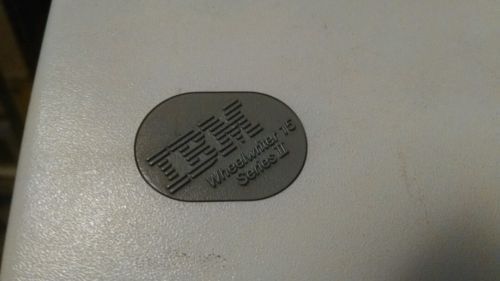 IBM
Wheelwriter 15
Series II